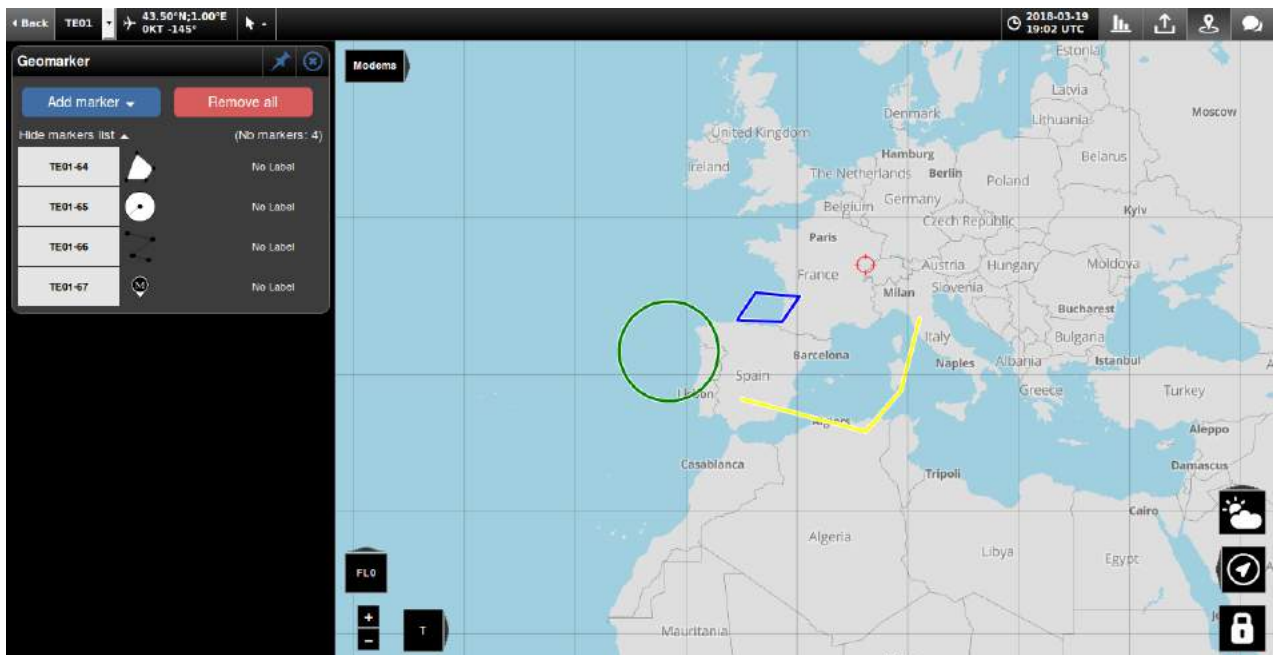 Back TE01 43.50°N;1.00°E
0KT -145°
2018-03-19
19:02 UTC
Geomarker
Add marker
Remove all
Hide markers list
(Nb markers: 4)
TE01-64
No Label
TE01-65
No Label
TE01-66
No Label
TE01-67
M
No Label
Modems
Estonia
Latvia
Moscow
Denmark
Lithuania
United Kingdom
Ireland
Hamburg
Belarus
The Netherlands
Berlin
Poland
Belgium
Germany
Kyiv
Czech Republic
Paris
France
Austria
Hungary
Moldova
Milan
Slovenia
Bucharest
Italy
Bulgaria
Barcelona
Naples
Albania
Istanbul
Spain
Greece
Turkey
Algiers
Aleppo
Casablanca
Damascus
Tripoli
Cairo
Algeria
Libya
Egypt
FL0
+
-
T
Mauritania